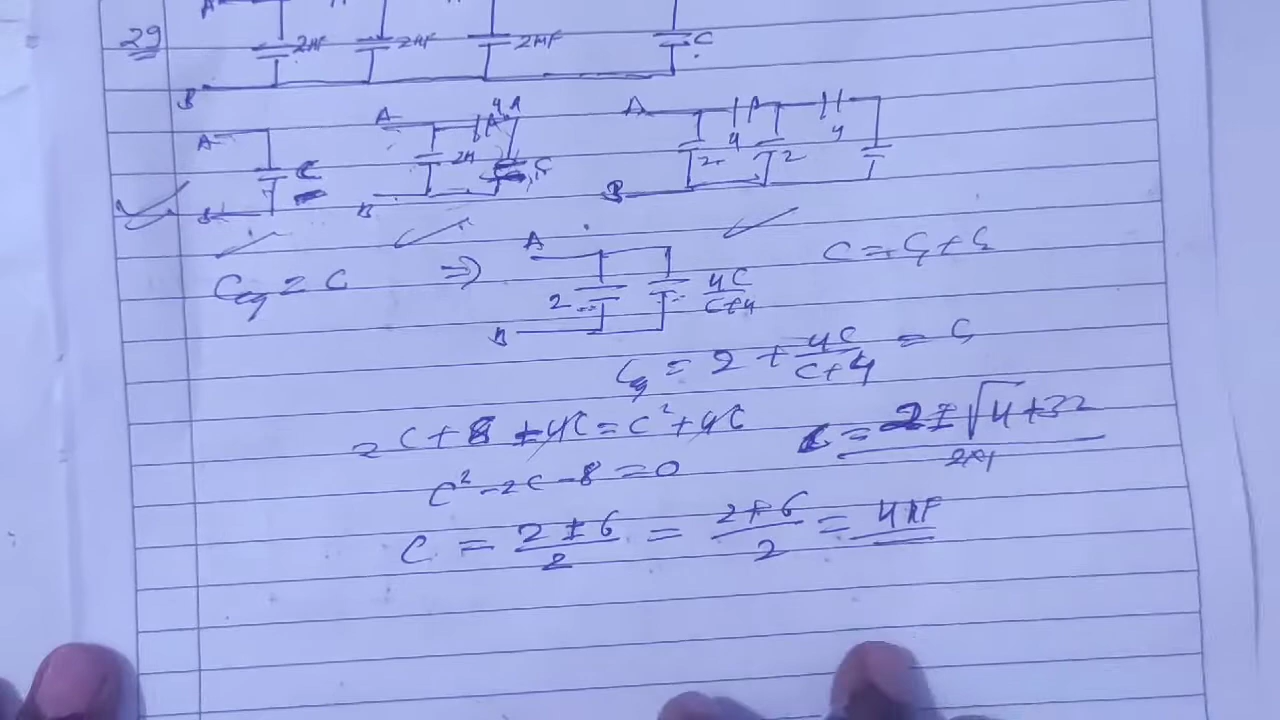 29
A
2µF 2µF 2µF C
B
A C B
A 4 2µ C B
A 4 4 2 2 B
Ceq = C ⇒ A 2 4C/C+4 B
C = C₁ + C₂
Ceq = 2 + 4C/C+4 = C
2C + 8 + 4C = C² + 4C
C = 2 ± √4+32 / 2×1
C² - 2C - 8 = 0
C = 2 ± 6 / 2 = 2 + 6 / 2 = 4µF